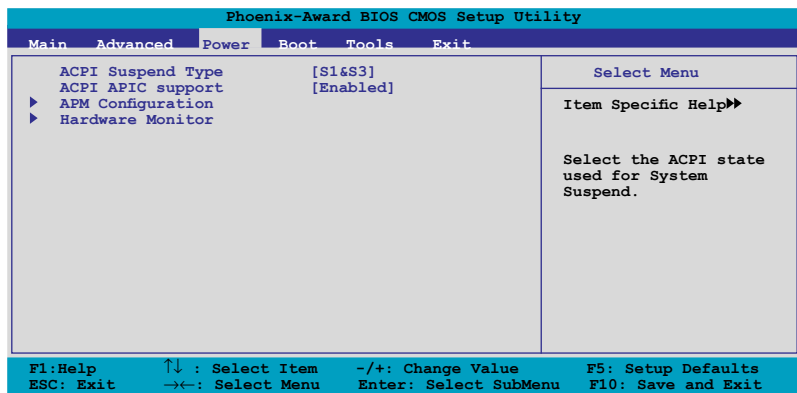 Phoenix-Award BIOS CMOS Setup Utility
Main Advanced Power Boot Tools Exit
ACPI Suspend Type [S1&S3]
ACPI APIC support [Enabled]
APM Configuration
Hardware Monitor
Select Menu
Item Specific Help
Select the ACPI state
used for System
Suspend.
F1:Help ↑↓ : Select Item -/+: Change Value F5: Setup Defaults
ESC: Exit →←: Select Menu Enter: Select SubMenu F10: Save and Exit